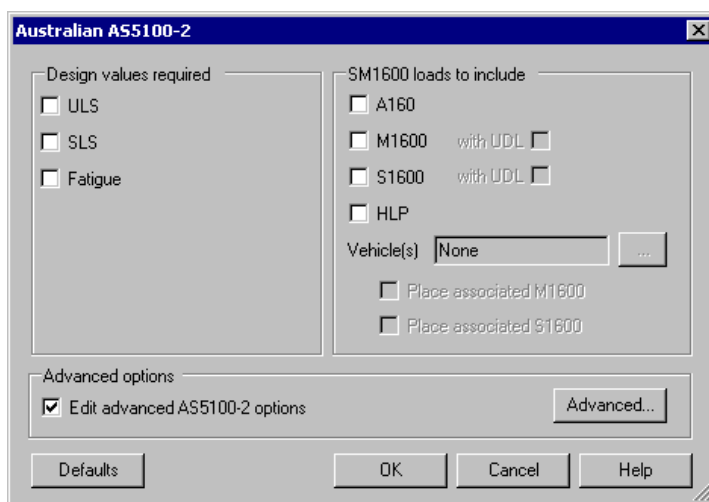 Australian AS5100-2
Design values required
ULS
SLS
Fatigue
SM1600 loads to include
A160
M1600 with UDL
S1600 with UDL
HLP
Vehicle(s) None ...
Place associated M1600
Place associated S1600
Advanced options
Edit advanced AS5100-2 options Advanced...
Defaults OK Cancel Help